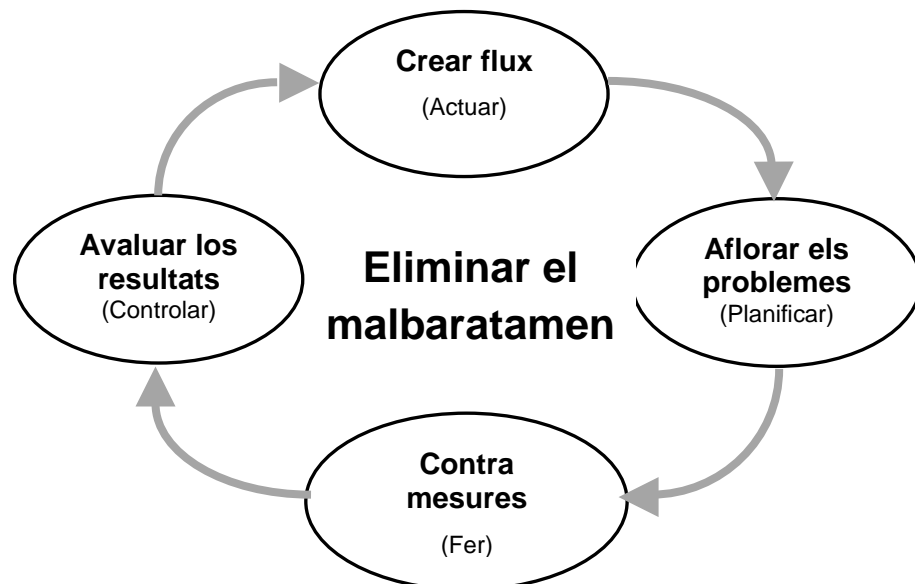 Crear flux
(Actuar)
Avaluar los
resultats
(Controlar)
Eliminar el
malbaratamen
Aflorar els
problemes
(Planificar)
Contra
mesures
(Fer)